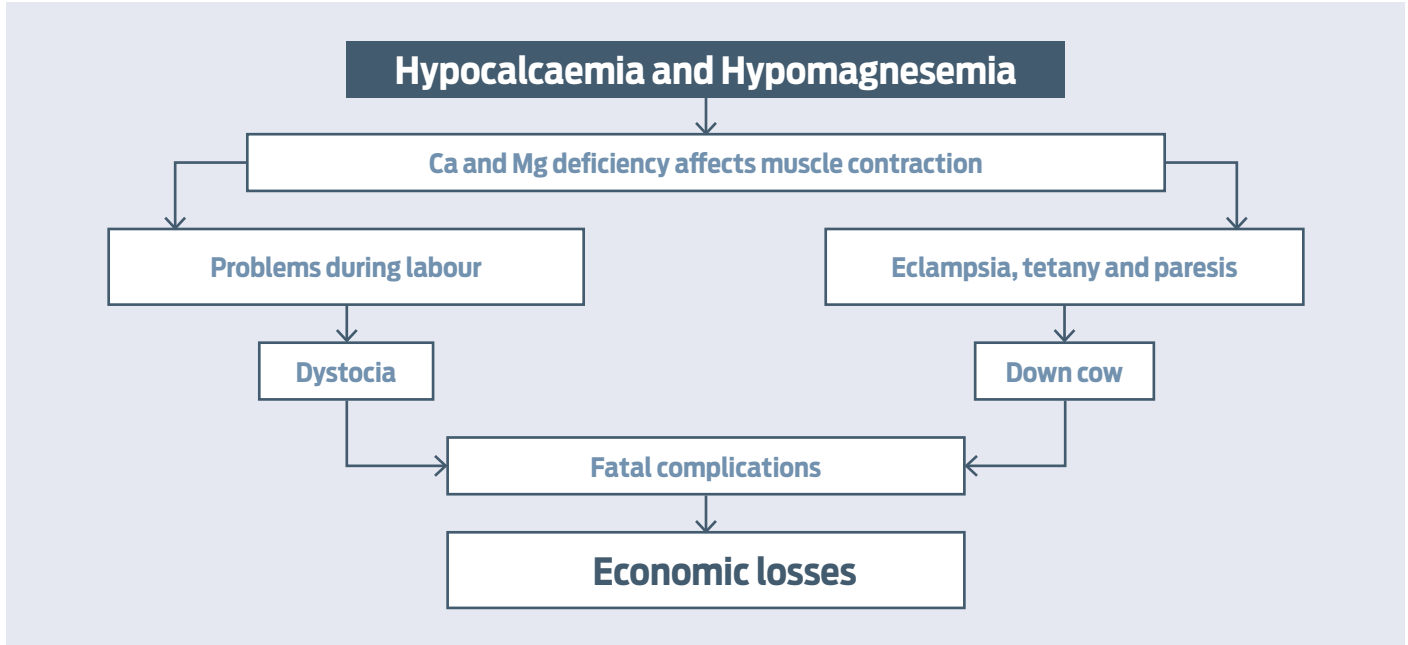 Hypocalcaemia and Hypomagnesemia
Ca and Mg deficiency affects muscle contraction
Problems during labour
Eclampsia, tetany and paresis
Dystocia
Down cow
Fatal complications
Economic losses